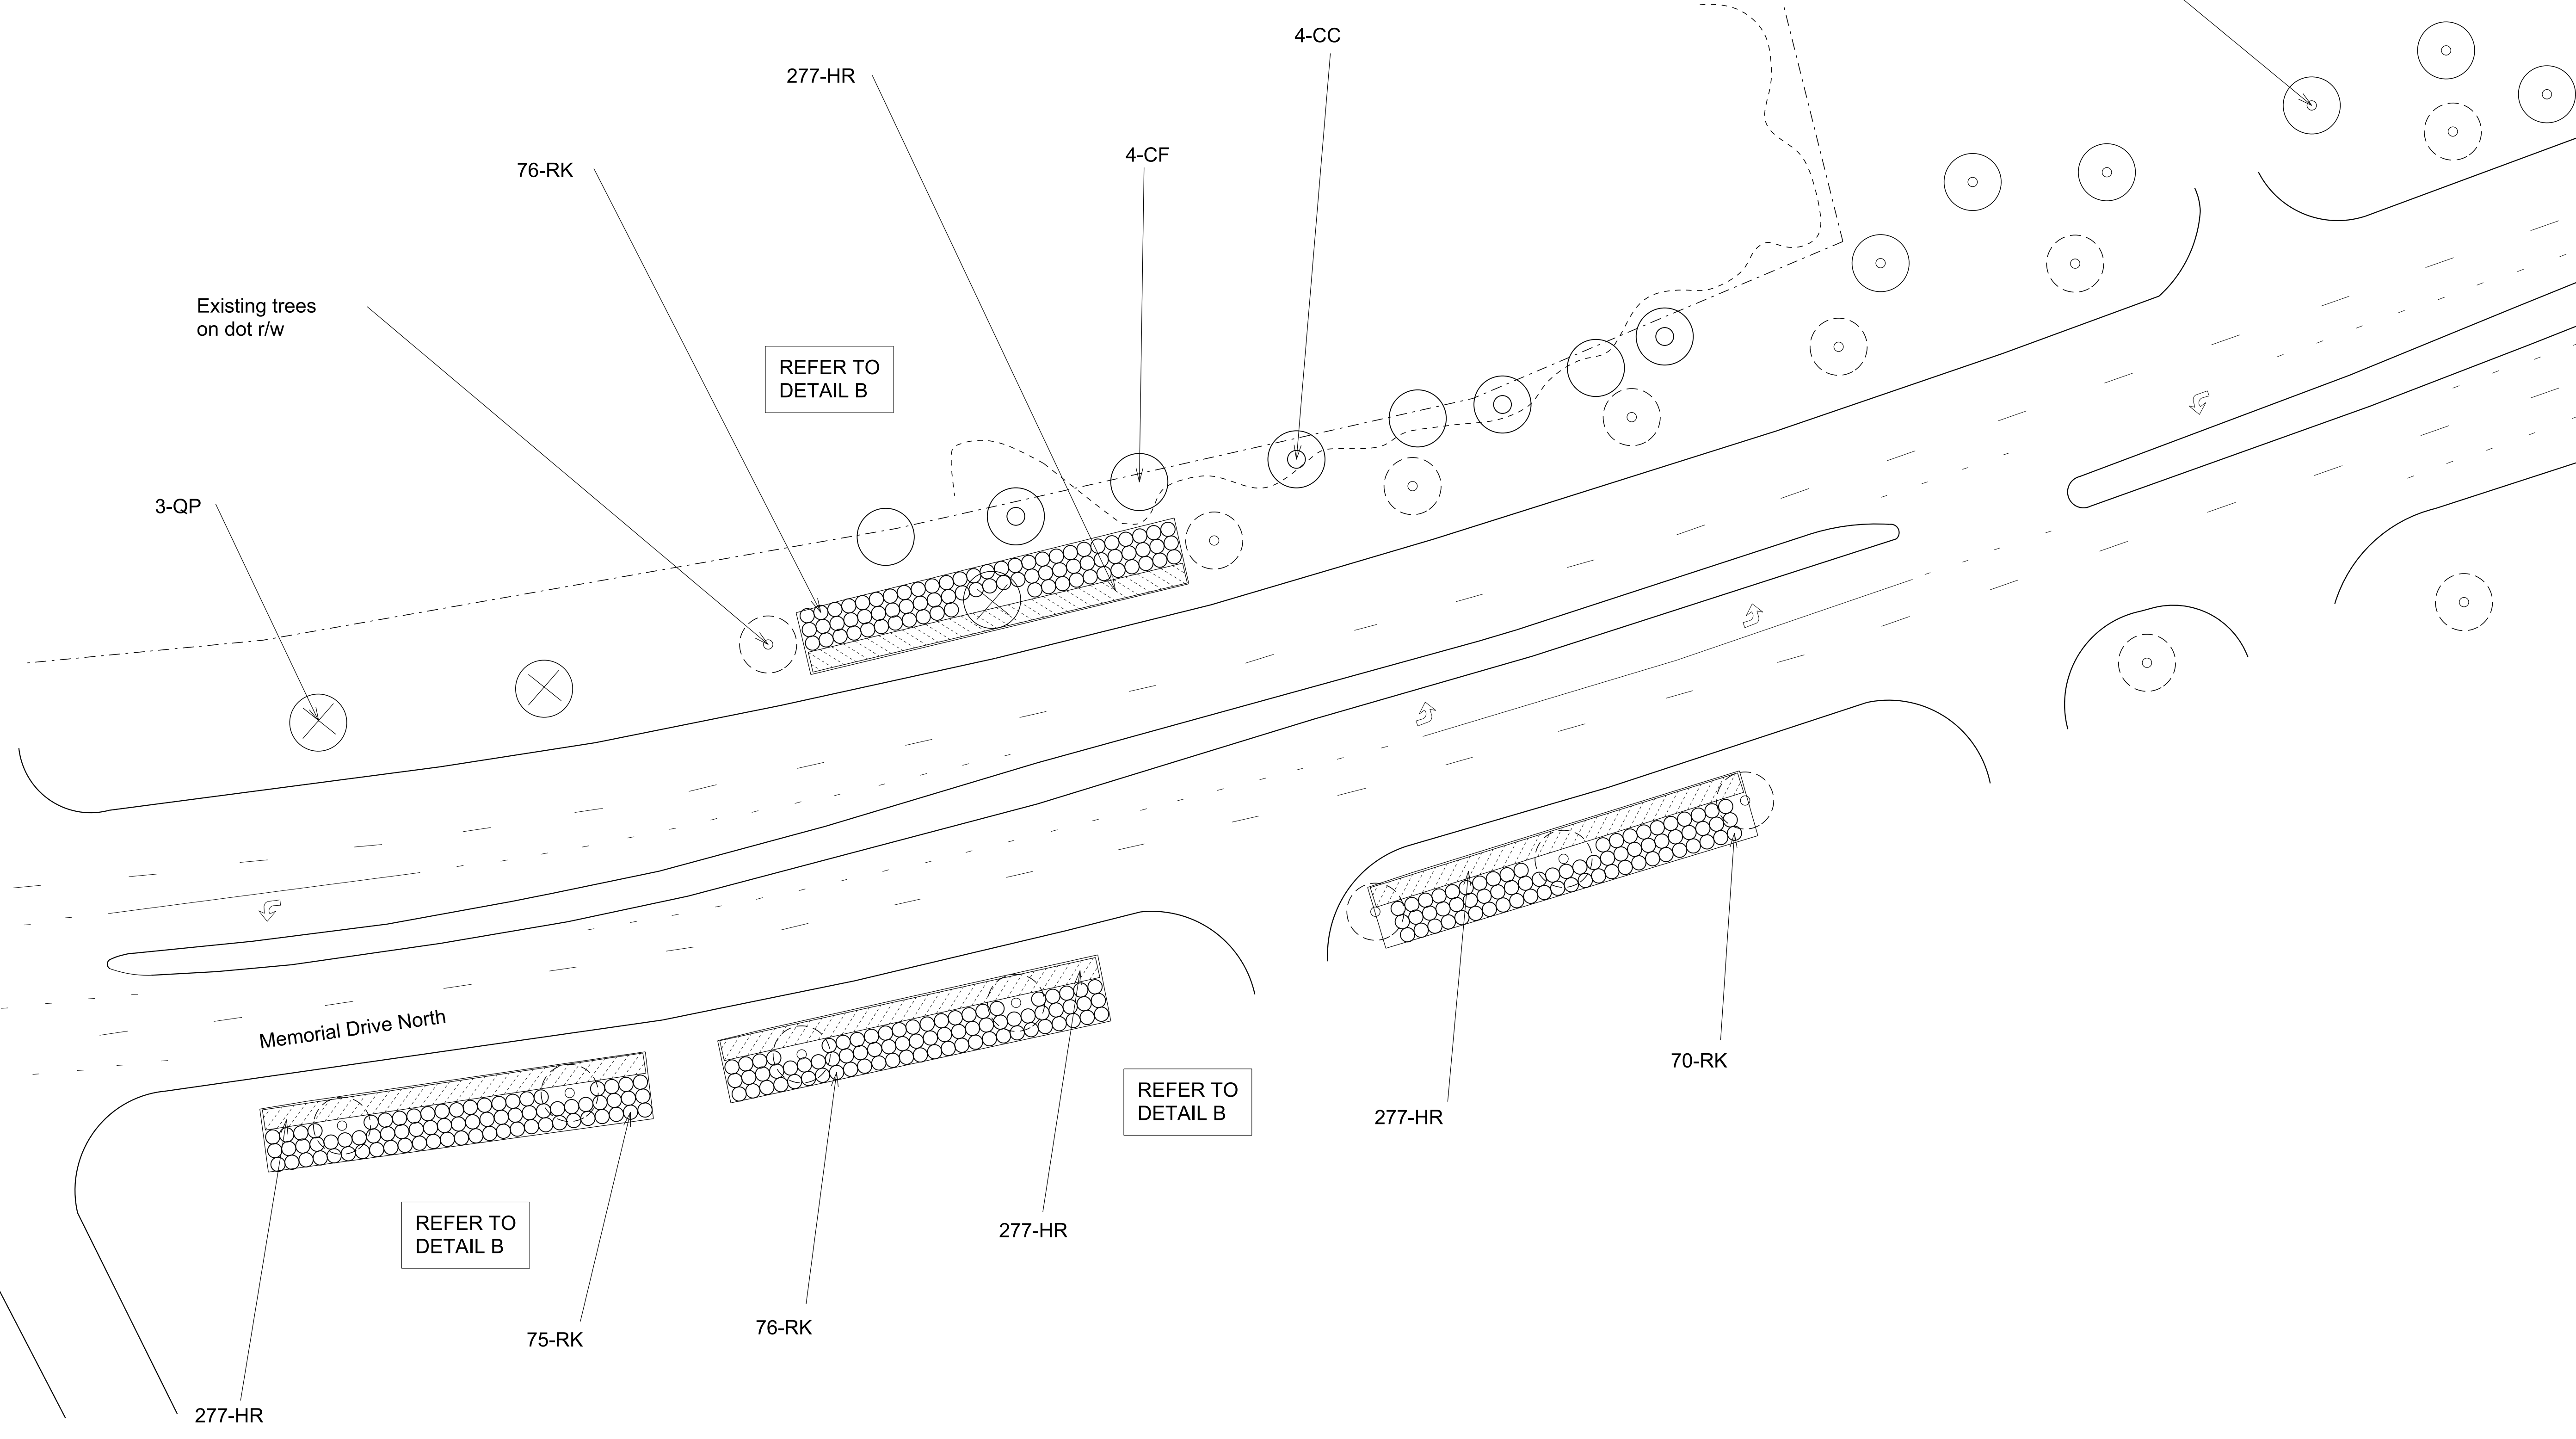 4-CC
277-HR
4-CF
76-RK
Existing trees
on dot r/w
REFER TO
DETAIL B
3-QP
Memorial Drive North
70-RK
REFER TO
DETAIL B
277-HR
REFER TO
DETAIL B
277-HR
76-RK
75-RK
277-HR